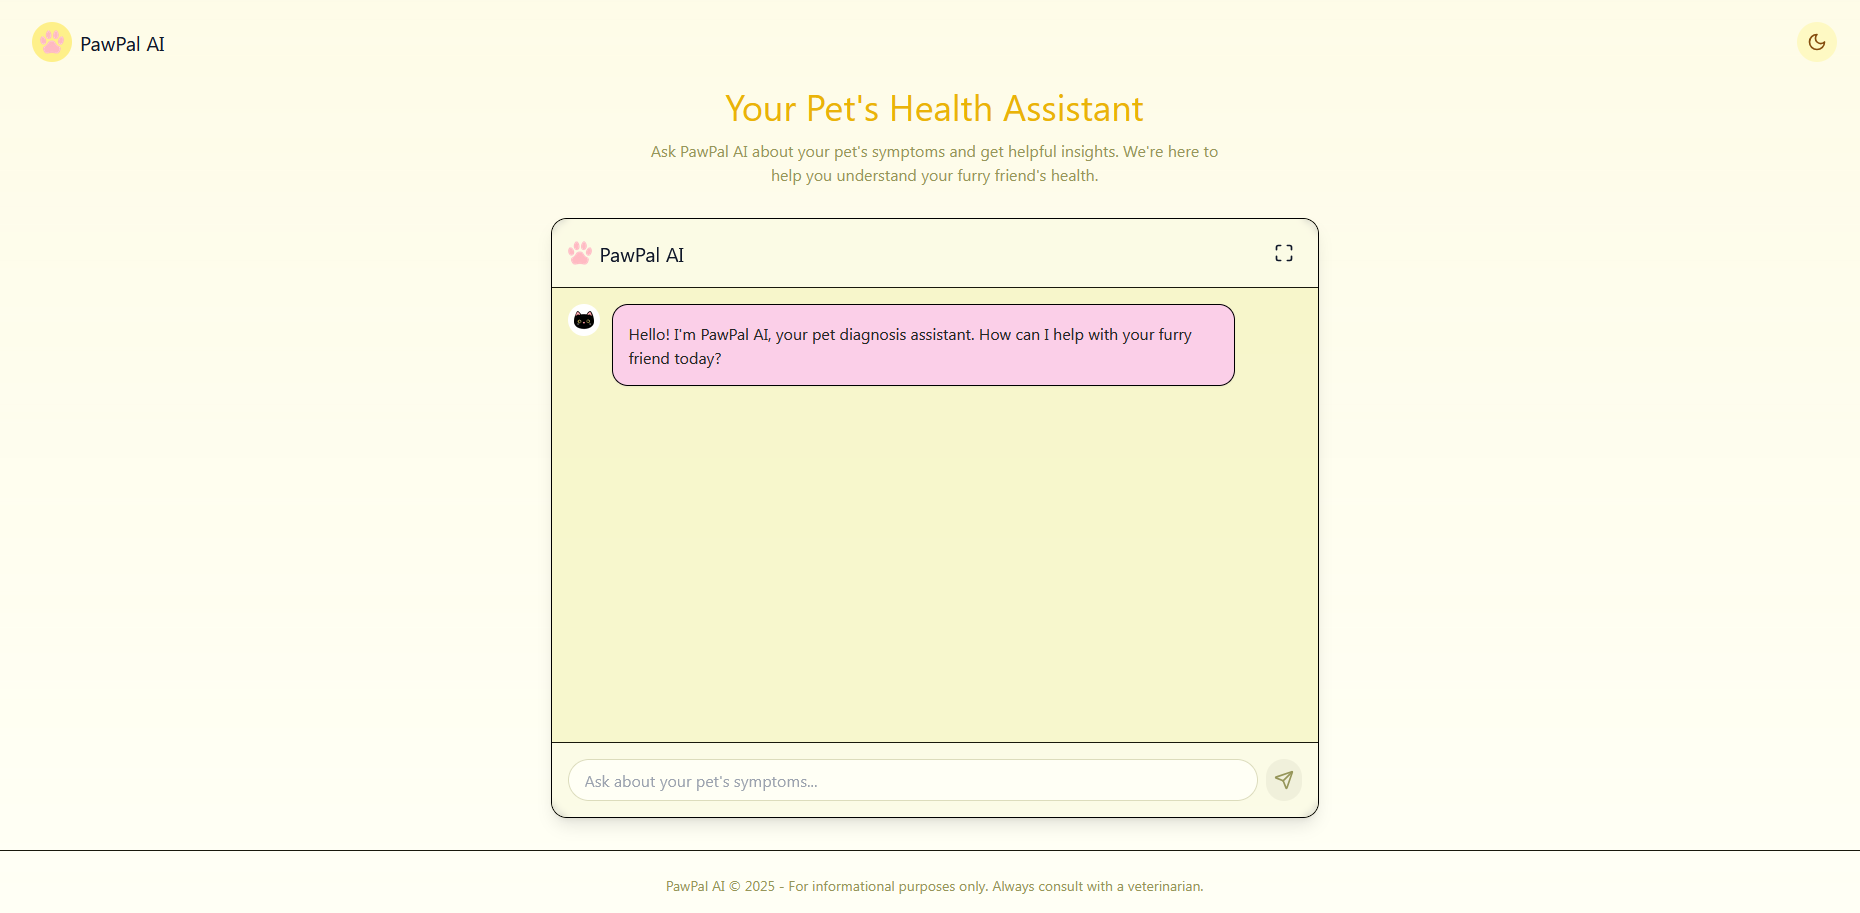 PawPal AI
Your Pet's Health Assistant
Ask PawPal AI about your pet's symptoms and get helpful insights. We're here to
help you understand your furry friend's health.
PawPal AI
Hello! I'm PawPal AI, your pet diagnosis assistant. How can I help with your furry
friend today?
Ask about your pet's symptoms...
PawPal AI © 2025 - For informational purposes only. Always consult with a veterinarian.